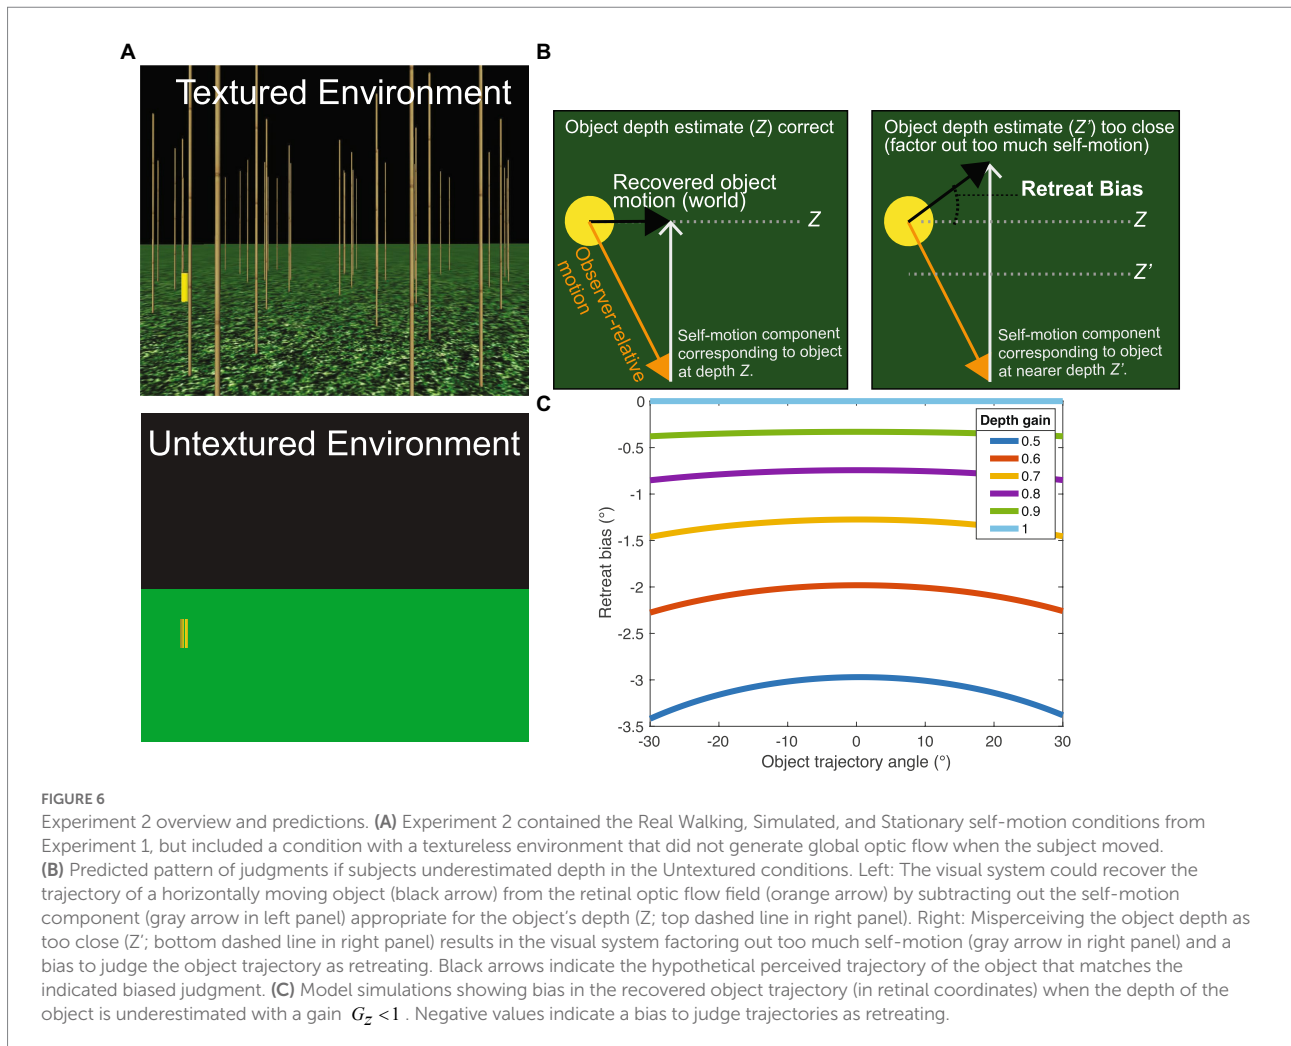 A
Textured Environment
Untextured Environment
B
Object depth estimate (Z) correct
Recovered object
motion (world)
Z
Observer-relative
motion
Self-motion component
corresponding to object
at depth Z.
Object depth estimate (Z’) too close
(factor out too much self-motion)
Retreat Bias
Z
Z’
Self-motion component
corresponding to object
at nearer depth Z’.
C
0
-0.5
-1
-1.5
-2
-2.5
-3
-3.5
Retreat bias (°)
-30
-20
-10
0
10
20
30
Object trajectory angle (°)
Depth gain
0.5
0.6
0.7
0.8
0.9
1
FIGURE 6
Experiment 2 overview and predictions. (A) Experiment 2 contained the Real Walking, Simulated, and Stationary self-motion conditions from
Experiment 1, but included a condition with a textureless environment that did not generate global optic flow when the subject moved.
(B) Predicted pattern of judgments if subjects underestimated depth in the Untextured conditions. Left: The visual system could recover the
trajectory of a horizontally moving object (black arrow) from the retinal optic flow field (orange arrow) by subtracting out the self-motion
component (gray arrow in left panel) appropriate for the object’s depth (Z; top dashed line in right panel). Right: Misperceiving the object depth as
too close (Z’; bottom dashed line in right panel) results in the visual system factoring out too much self-motion (gray arrow in right panel) and a
bias to judge the object trajectory as retreating. Black arrows indicate the hypothetical perceived trajectory of the object that matches the
indicated biased judgment. (C) Model simulations showing bias in the recovered object trajectory (in retinal coordinates) when the depth of the
object is underestimated with a gain G_Z < 1 . Negative values indicate a bias to judge trajectories as retreating.